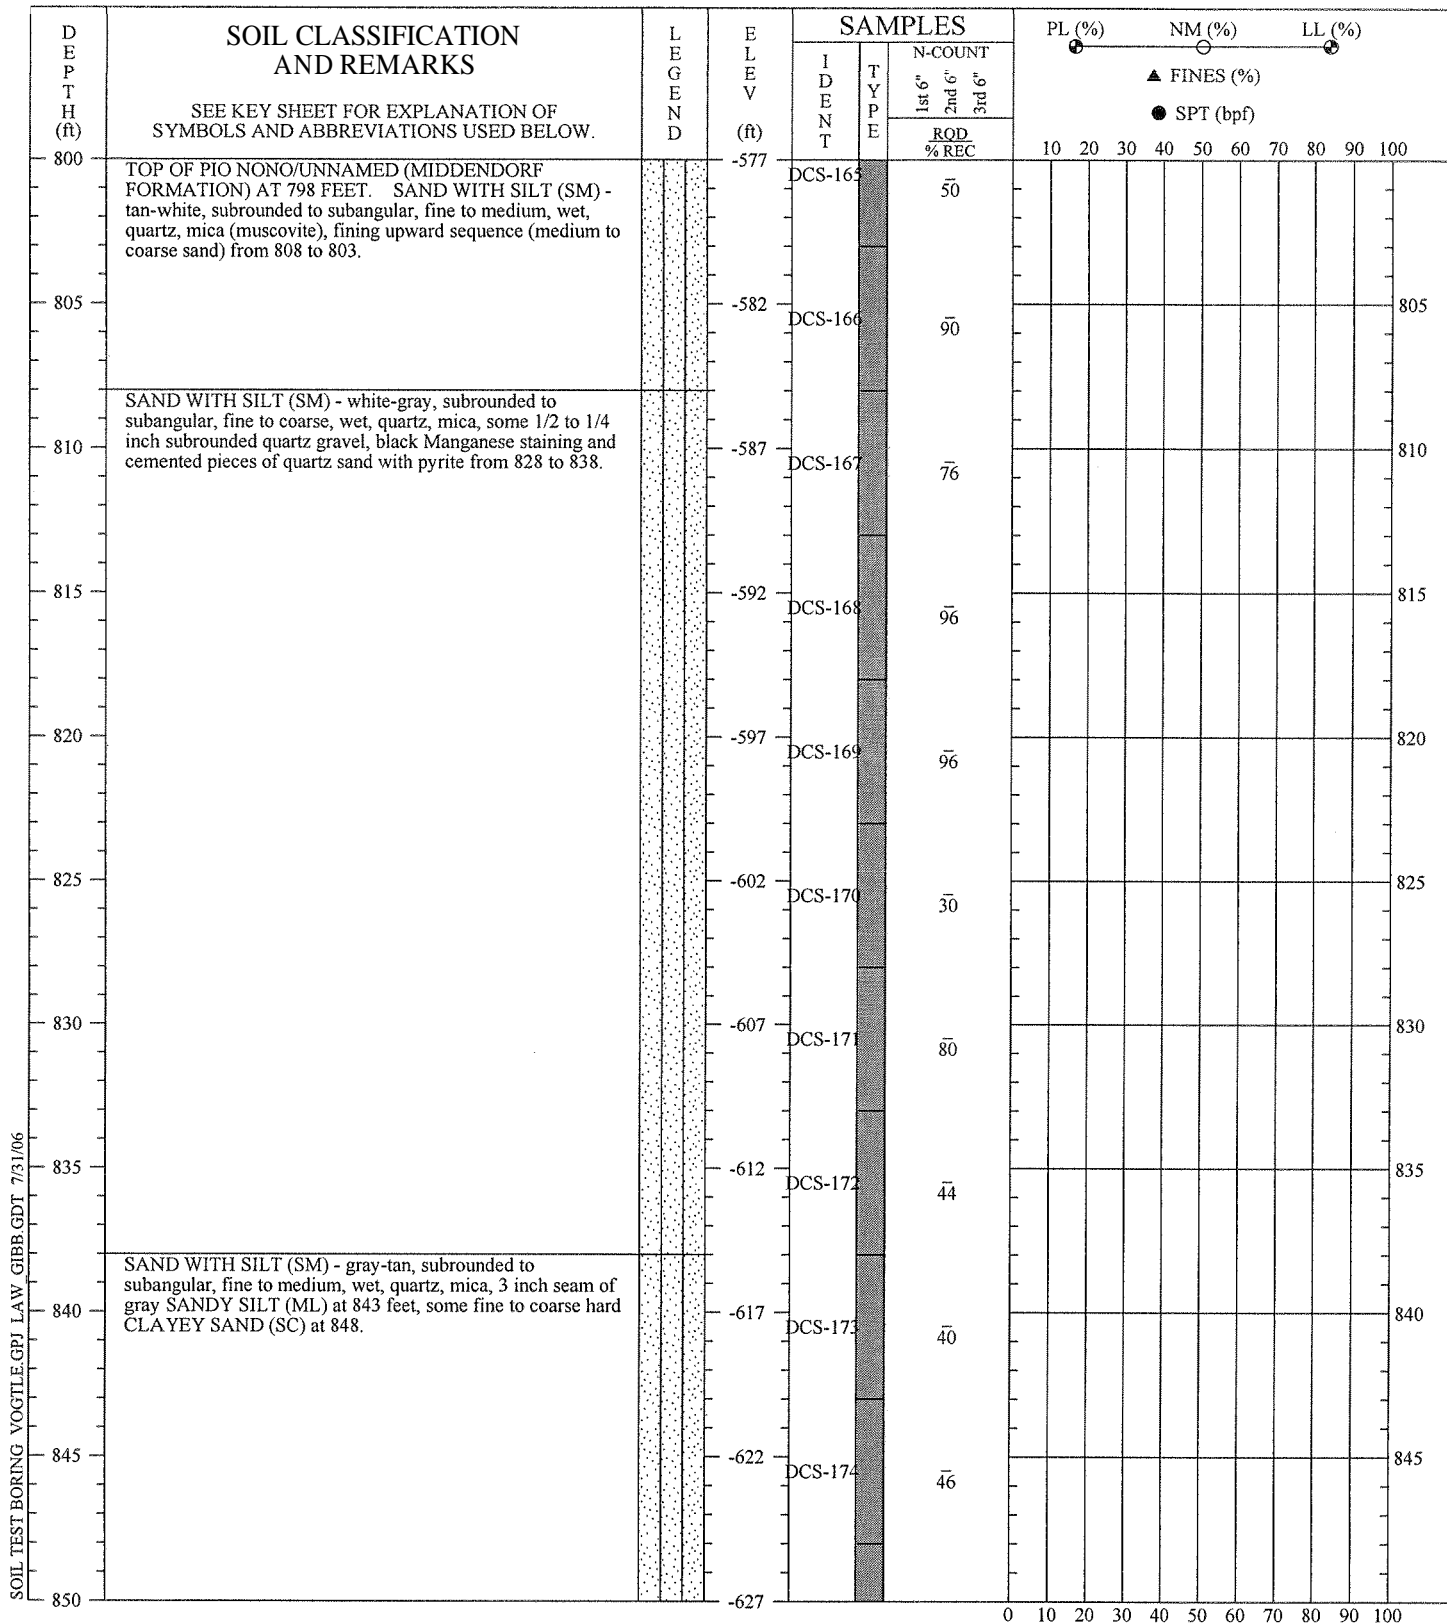 DEPTH
(ft)
SOIL CLASSIFICATION
AND REMARKS
SEE KEY SHEET FOR EXPLANATION OF
SYMBOLS AND ABBREVIATIONS USED BELOW.
LEGEND
ELEV
(ft)
SAMPLES
IDENT
TYPE
N-COUNT
1st 6"
2nd 6"
3rd 6"
RQD
% REC
PL (%) NM (%) LL (%)
▲ FINES (%)
● SPT (bpf)
10 20 30 40 50 60 70 80 90 100
800
TOP OF PIO NONO/UNNAMED (MIDDENDORF
FORMATION) AT 798 FEET. SAND WITH SILT (SM) -
tan-white, subrounded to subangular, fine to medium, wet,
quartz, mica (muscovite), fining upward sequence (medium to
coarse sand) from 808 to 803.
-577
DCS-165
50
805
-582
DCS-166
90
805
SAND WITH SILT (SM) - white-gray, subrounded to
subangular, fine to coarse, wet, quartz, mica, some 1/2 to 1/4
inch subrounded quartz gravel, black Manganese staining and
cemented pieces of quartz sand with pyrite from 828 to 838.
810
-587
DCS-167
76
810
815
-592
DCS-168
96
815
820
-597
DCS-169
96
820
825
-602
DCS-170
30
825
830
-607
DCS-171
80
830
835
-612
DCS-172
44
835
SAND WITH SILT (SM) - gray-tan, subrounded to
subangular, fine to medium, wet, quartz, mica, 3 inch seam of
gray SANDY SILT (ML) at 843 feet, some fine to coarse hard
CLAYEY SAND (SC) at 848.
840
-617
DCS-173
40
840
845
-622
DCS-174
46
845
850
-627
0 10 20 30 40 50 60 70 80 90 100
SOIL TEST BORING VOGTLE.GPJ LAW_GIBB.GDT 7/31/06